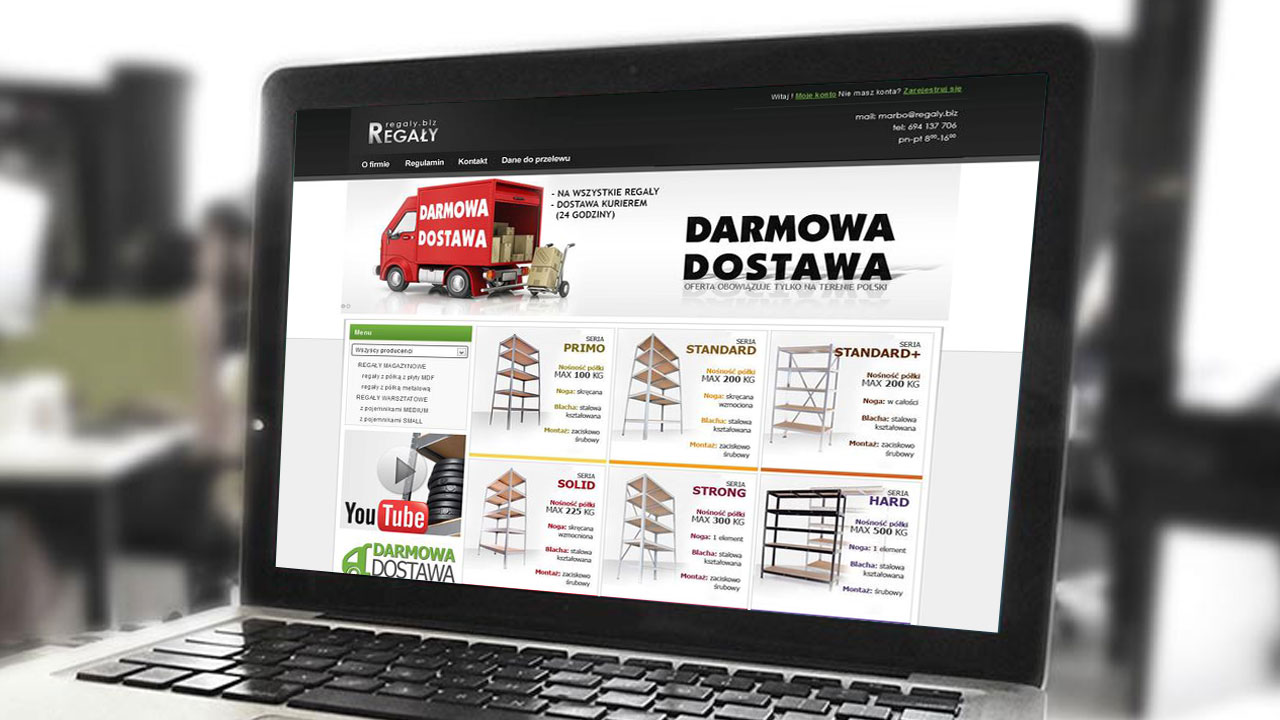 Witaj ! Moje konto Nie masz konta? Zarejestruj się
regaly.biz
REGAŁY
mail: marbo@regaly.biz
tel: 694 137 706
pn-pt 8⁰⁰-16⁰⁰
O firmie Regulamin Kontakt Dane do przelewu
DARMOWA
DOSTAWA
- NA WSZYSTKIE REGAŁY
- DOSTAWA KURIEREM
(24 GODZINY)
DARMOWA
DOSTAWA
OFERTA OBOWIĄZUJE TYLKO NA TERENIE POLSKI
Menu
Wszyscy producenci
REGAŁY MAGAZYNOWE
regały z półką z płyty MDF
regały z półką metalową
REGAŁY WARSZTATOWE
z pojemnikami MEDIUM
z pojemnikami SMALL
YouTube
DARMOWA
DOSTAWA
SERIA
PRIMO
Nośność półki
MAX 100 KG
Noga: skręcana
Blacha: stalowa
kształtowana
Montaż: zaciskowo
śrubowy
SERIA
STANDARD
Nośność półki
MAX 200 KG
Noga: skręcana
wzmocniona
Blacha: stalowa
kształtowana
Montaż: zaciskowo
śrubowy
SERIA
STANDARD+
Nośność półki
MAX 200 KG
Noga: w całości
Blacha: stalowa
kształtowana
Montaż: zaciskowo
śrubowy
SERIA
SOLID
Nośność półki
MAX 225 KG
Noga: skręcana
wzmocniona
Blacha: stalowa
kształtowana
Montaż: zaciskowo
śrubowy
SERIA
STRONG
Nośność półki
MAX 300 KG
Noga: 1 element
Blacha: stalowa
kształtowana
Montaż: zaciskowo
śrubowy
SERIA
HARD
Nośność półki
MAX 500 KG
Noga: 1 element
Blacha: stalowa
kształtowana
Montaż: śrubowy